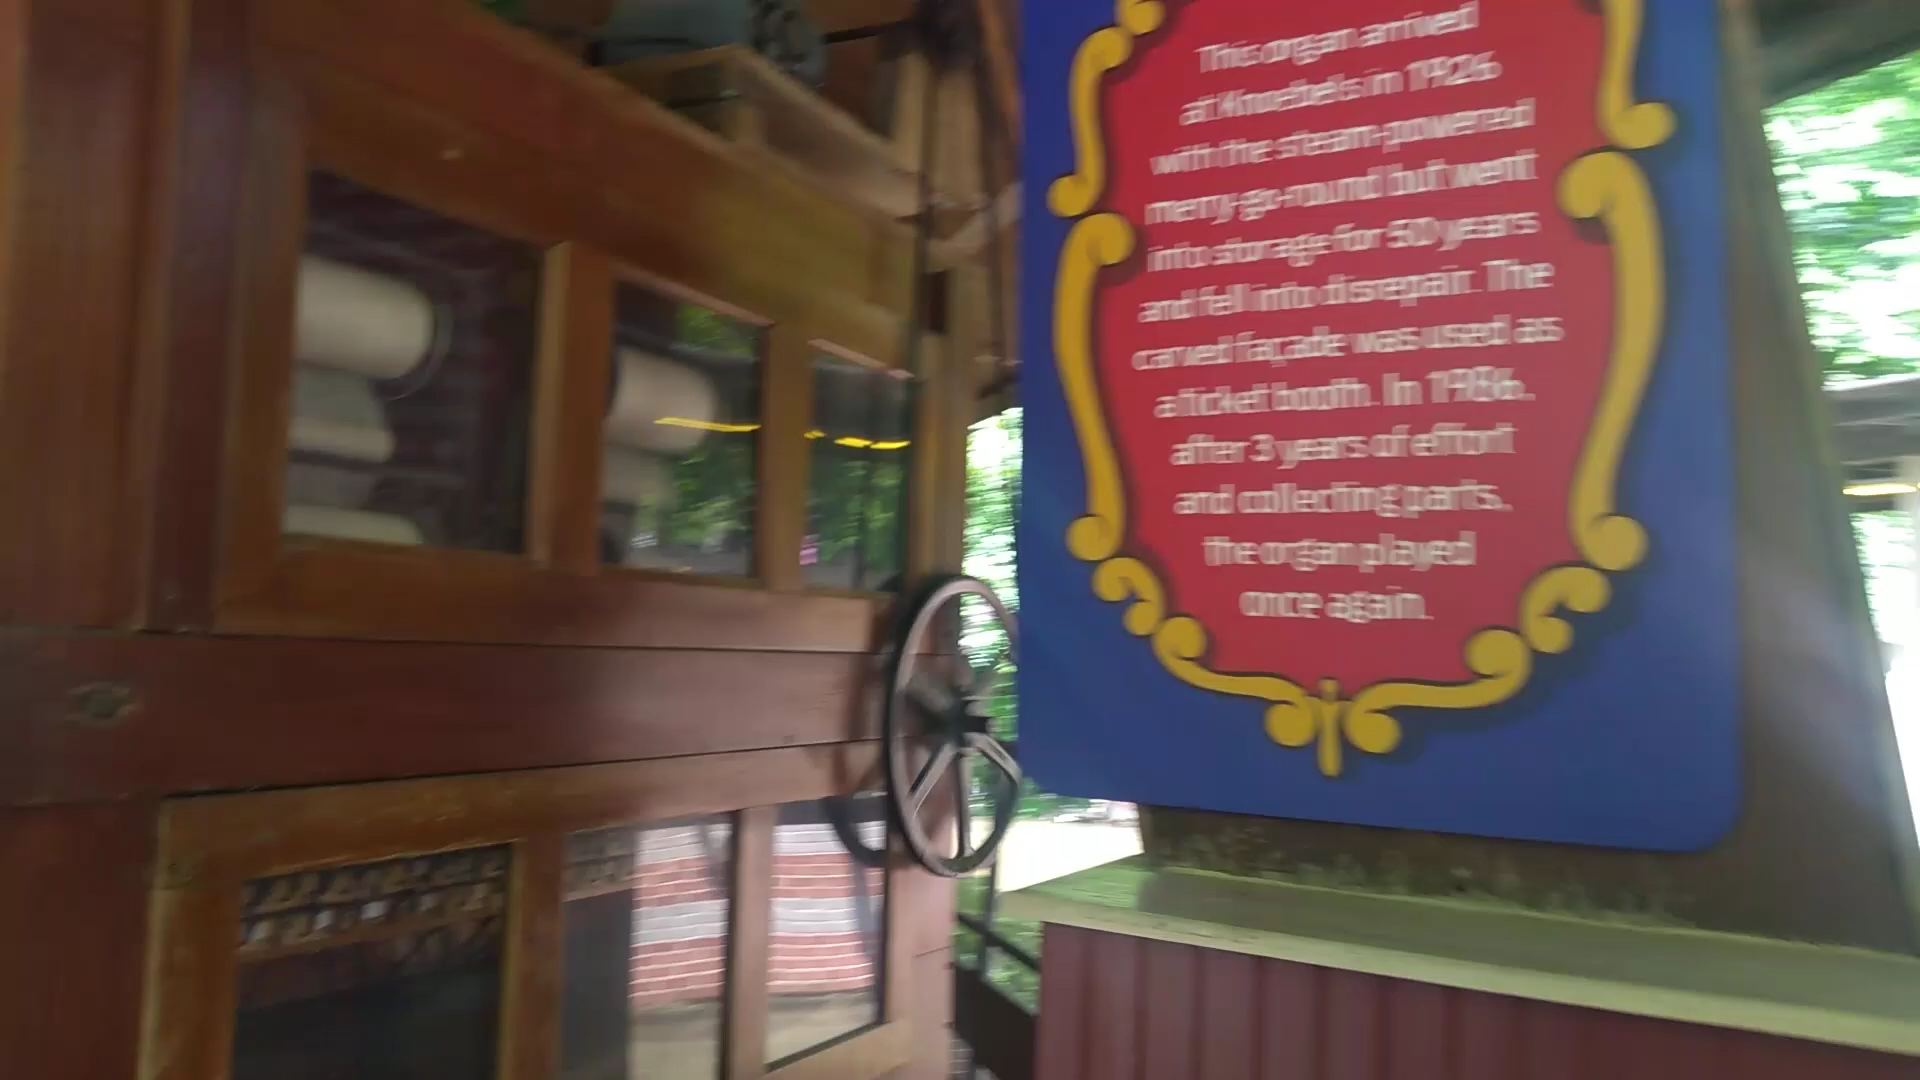 This organ arrived
at Knoebels in 1926
with the steam-powered
merry-go-round but went
into storage for 50 years
and fell into disrepair. The
carved façade was used as
a ticket booth. In 1986,
after 3 years of effort
and collecting parts,
the organ played
once again.